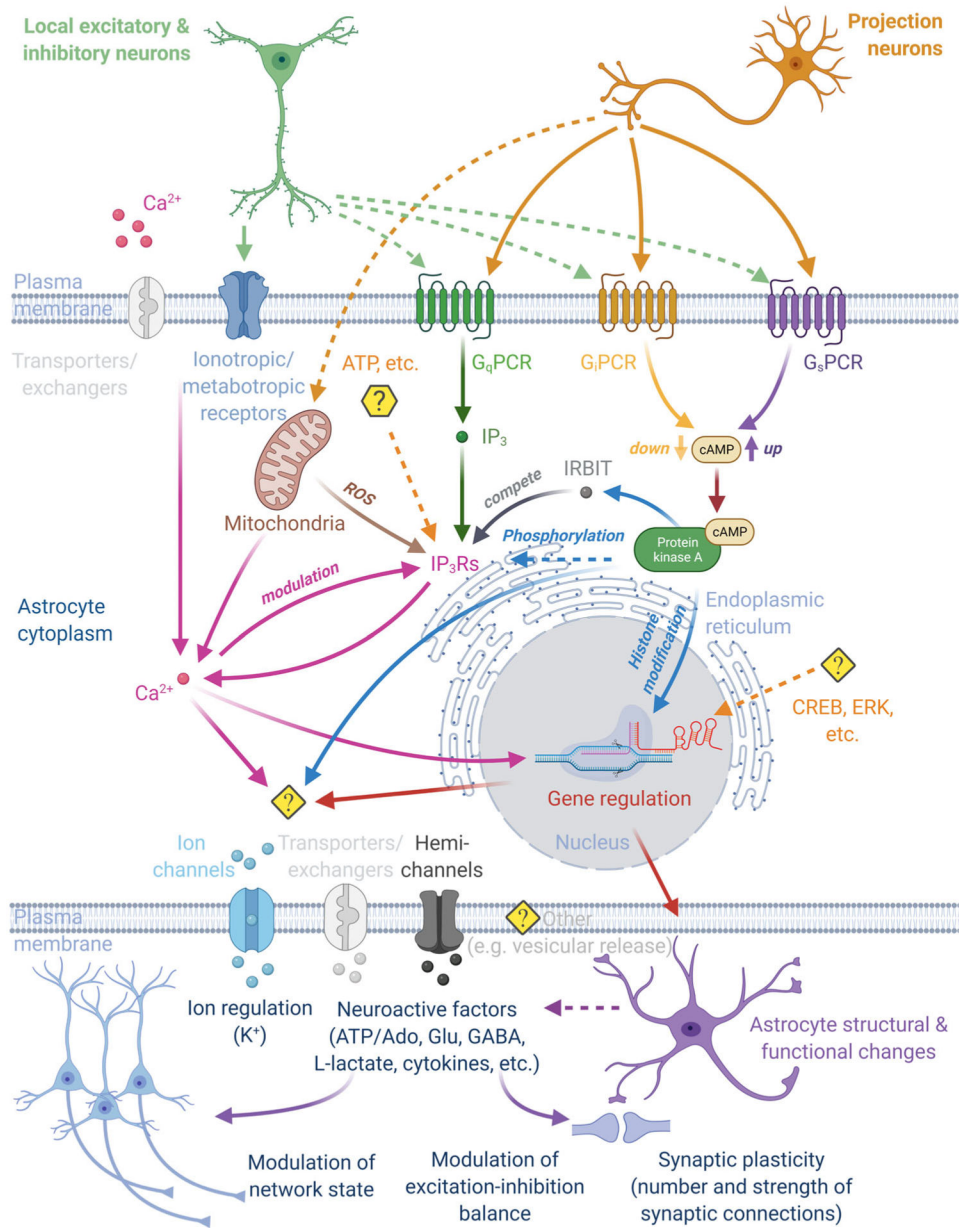 Local excitatory &
inhibitory neurons
Projection
neurons
Ca²⁺
Plasma
membrane
Transporters/
exchangers
Ionotropic/
metabotropic
receptors
ATP, etc.
?
GqPCR
GiPCR
GsPCR
IP₃
down
cAMP
up
IRBIT
compete
ROS
Mitochondria
cAMP
Protein
kinase A
Phosphorylation
IP₃Rs
modulation
Astrocyte
cytoplasm
Endoplasmic
reticulum
Histone
modification
Ca²⁺
?
CREB, ERK,
etc.
?
Gene regulation
Nucleus
Ion
channels
Transporters/
exchangers
Hemi-
channels
Plasma
membrane
?
Other
(e.g. vesicular release)
Ion regulation
(K⁺)
Neuroactive factors
(ATP/Ado, Glu, GABA,
L-lactate, cytokines, etc.)
Astrocyte structural &
functional changes
Modulation of
network state
Modulation of
excitation-inhibition
balance
Synaptic plasticity
(number and strength of
synaptic connections)